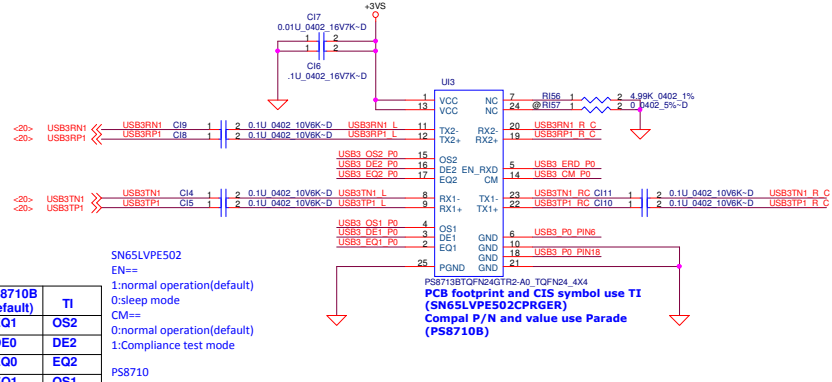 +3VS
CI7
0.01U_0402_16V7K~D
1 2
1 2
CI6
.1U_0402_16V7K~D
UI3
1 VCC NC 7 RI56 1 2 4.99K_0402_1%
13 VCC NC 24 @RI57 1 2 0_0402_5%~D
<20> USB3RN1 USB3RN1 CI9 1 2 0.1U_0402_10V6K~D USB3RN1_L 11 TX2- RX2- 20 USB3RN1_R_C
<20> USB3RP1 USB3RP1 CI8 1 2 0.1U_0402_10V6K~D USB3RP1_L 12 TX2+ RX2+ 19 USB3RP1_R_C
USB3_OS2_P0 15 OS2
USB3_DE2_P0 16 DE2 EN_RXD 5 USB3_ERD_P0
USB3_EQ2_P0 17 EQ2 CM 14 USB3_CM_P0
<20> USB3TN1 USB3TN1 CI4 1 2 0.1U_0402_10V6K~D USB3TN1_L 8 RX1- TX1- 23 USB3TN1_RC CI11 1 2 0.1U_0402_10V6K~D USB3TN1_R_C
<20> USB3TP1 USB3TP1 CI5 1 2 0.1U_0402_10V6K~D USB3TP1_L 9 RX1+ TX1+ 22 USB3TP1_RC CI10 1 2 0.1U_0402_10V6K~D USB3TP1_R_C
USB3_OS1_P0 4 OS1
USB3_DE1_P0 3 DE1 GND 6 USB3_P0_PIN6
USB3_EQ1_P0 2 EQ1 GND 10
GND 18 USB3_P0_PIN18
25 PGND GND 21
PS8713BTQFN24GTR2-A0_TQFN24_4X4
PCB footprint and CIS symbol use TI
(SN65LVPE502CPRGER)
Compal P/N and value use Parade
(PS8710B)
SN65LVPE502
EN==
1:normal operation(default)
0:sleep mode
CM==
0:normal operation(default)
1:Compliance test mode
PS8710
8710B TI
efault)
Q1 OS2
E0 DE2
Q0 EQ2
OS1